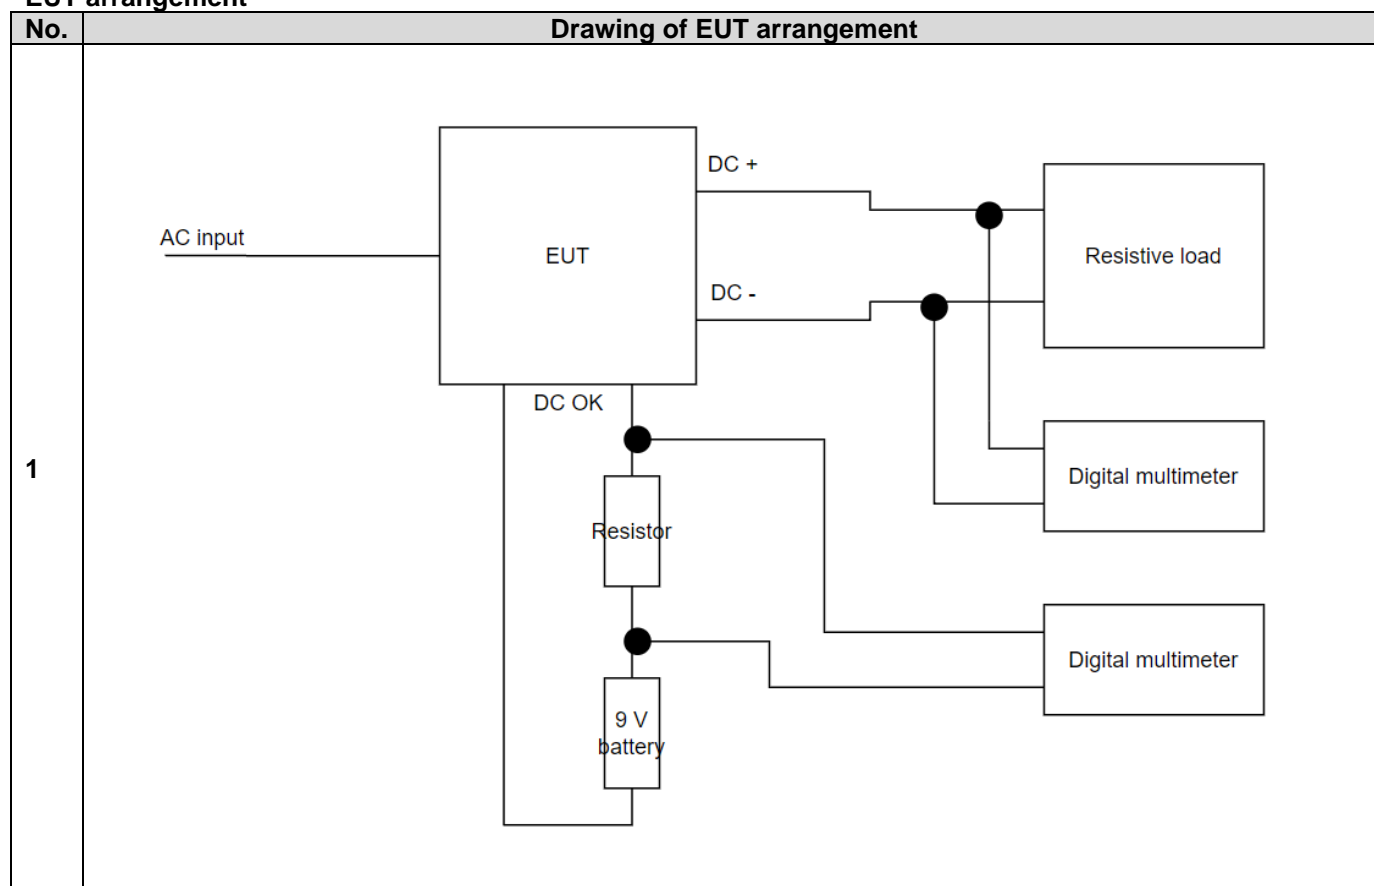 EUT arrangement
No. Drawing of EUT arrangement
DC +
AC input
EUT
Resistive load
DC -
DC OK
1
Digital multimeter
Resistor
Digital multimeter
9 V
battery